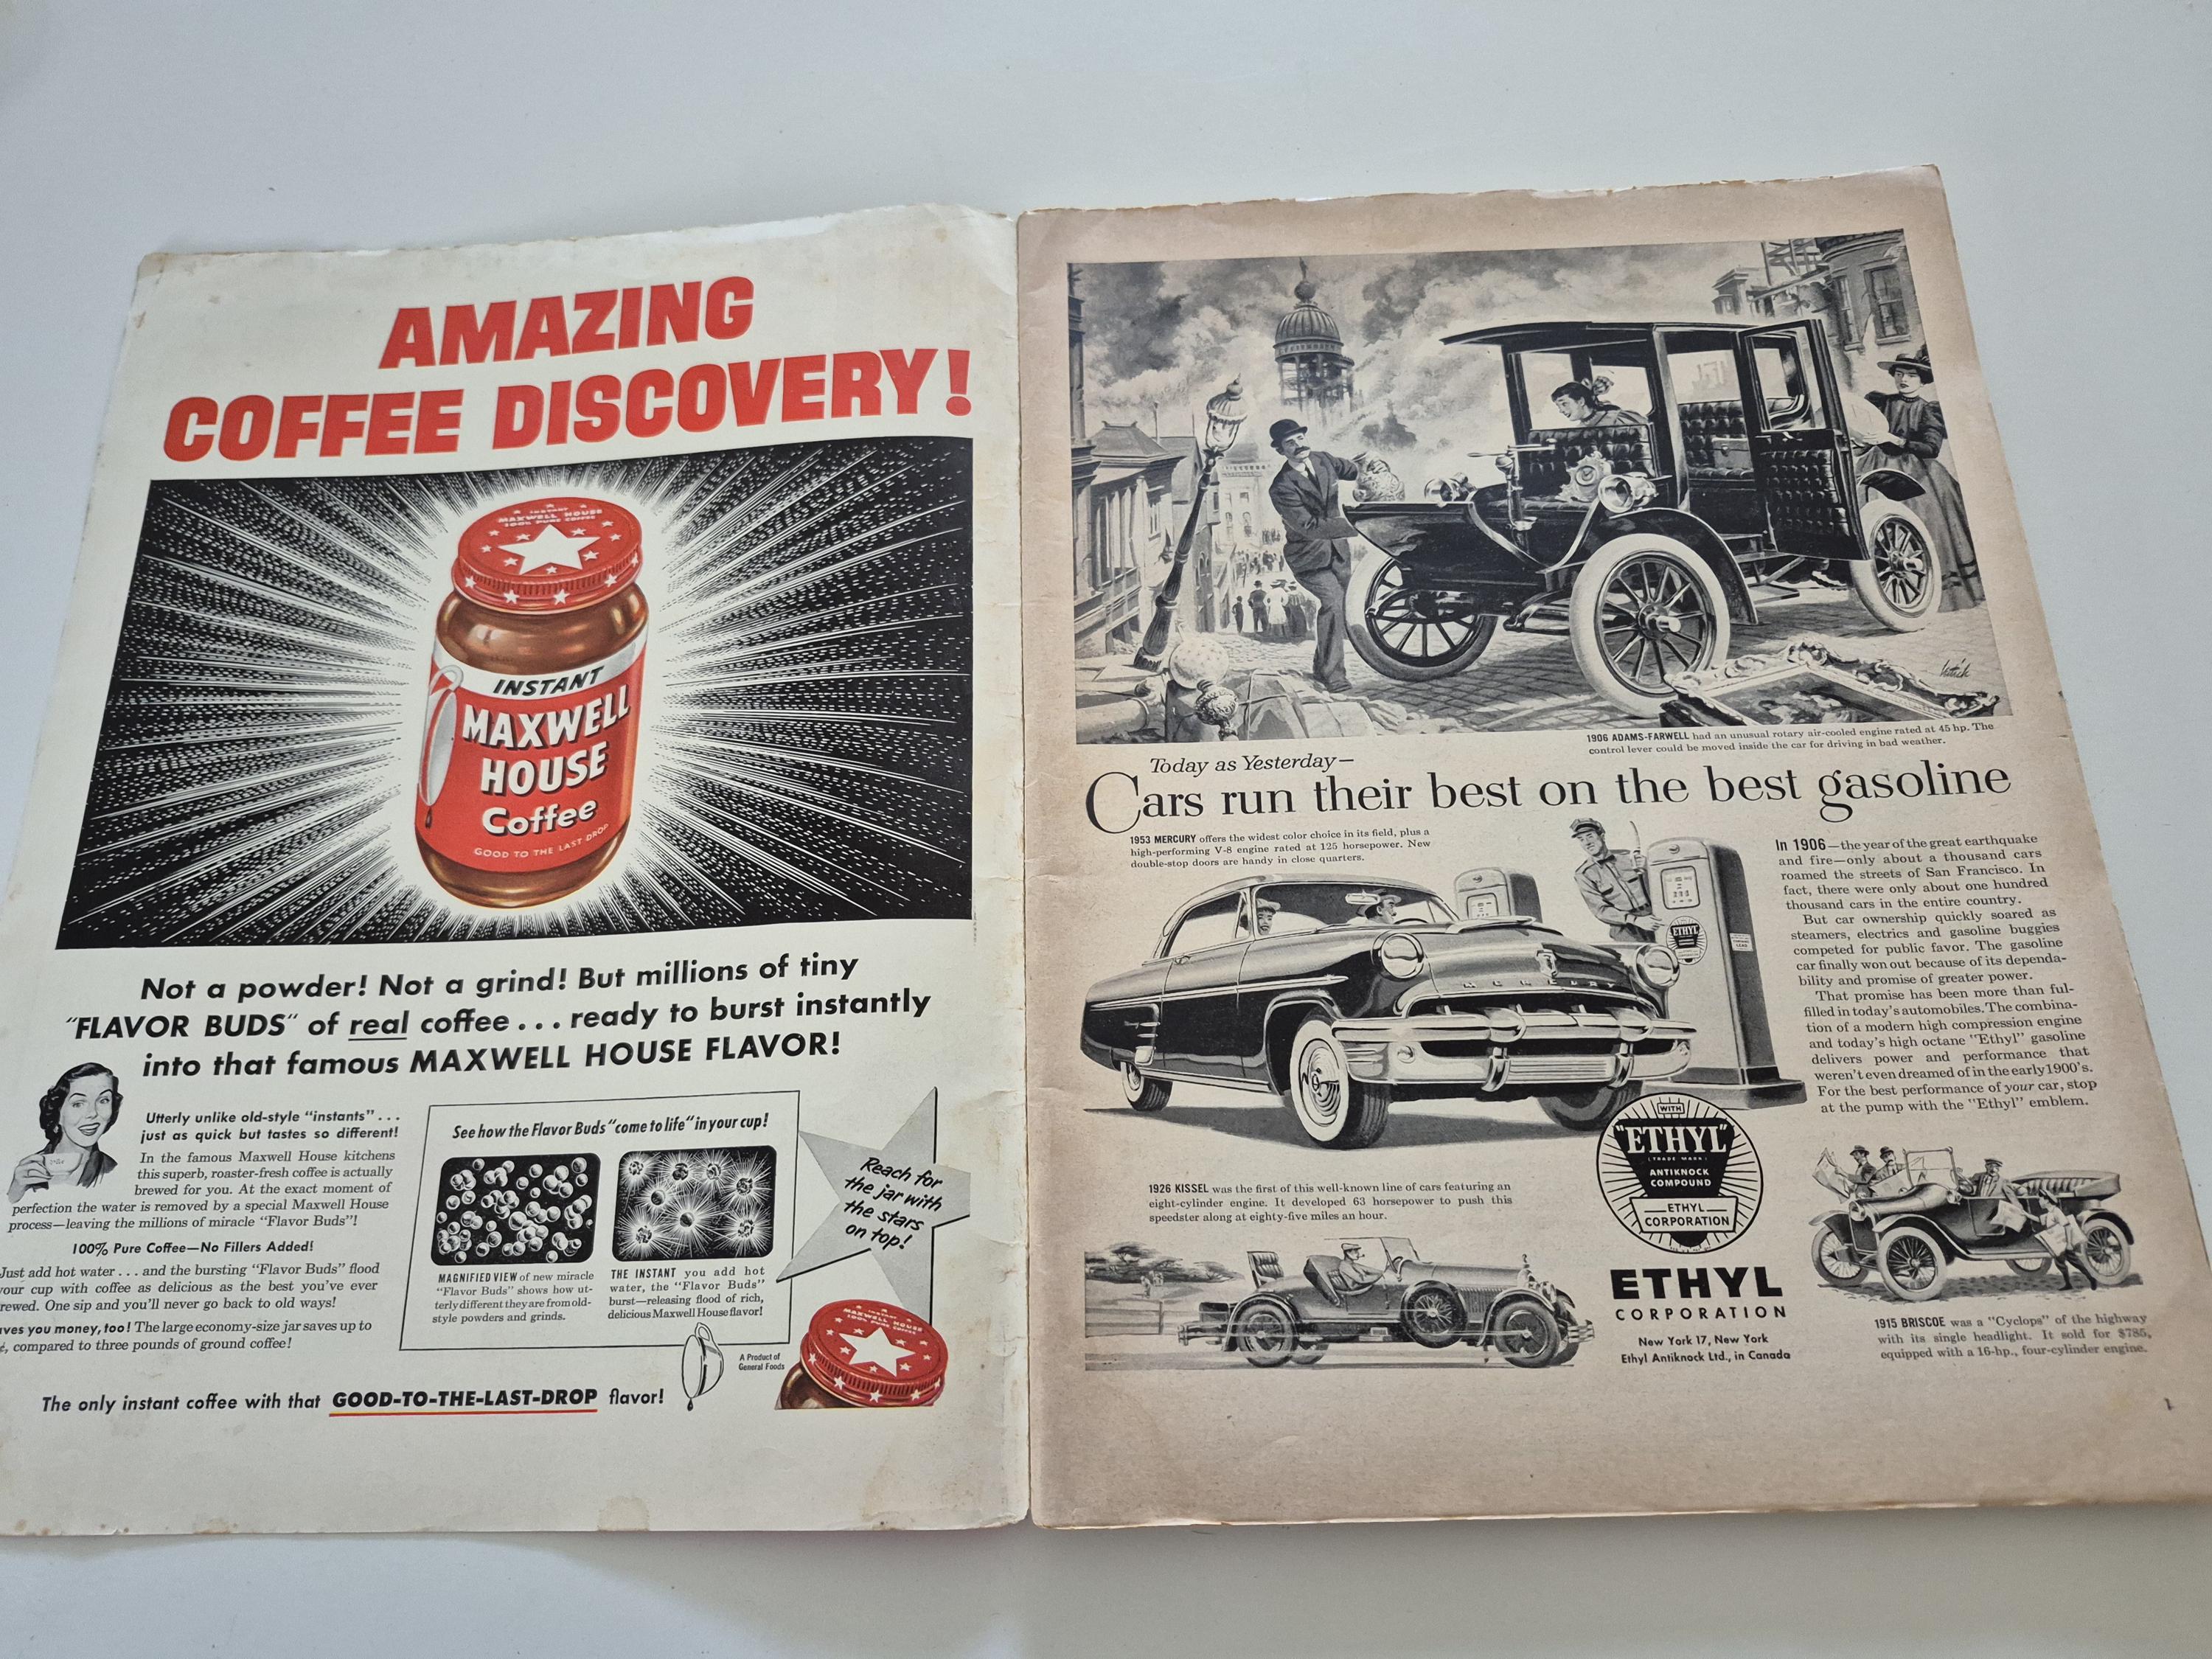 AMAZING
COFFEE DISCOVERY!
INSTANT
MAXWELL HOUSE
100% PURE COFFEE
INSTANT
MAXWELL
HOUSE
Coffee
GOOD TO THE LAST DROP
Not a powder! Not a grind! But millions of tiny
"FLAVOR BUDS" of real coffee . . . ready to burst instantly
into that famous MAXWELL HOUSE FLAVOR!
Utterly unlike old-style "instants" . . .
just as quick but tastes so different!
In the famous Maxwell House kitchens
this superb, roaster-fresh coffee is actually
brewed for you. At the exact moment of
perfection the water is removed by a special Maxwell House
process—leaving the millions of miracle "Flavor Buds"!
100% Pure Coffee—No Fillers Added!
Just add hot water . . . and the bursting "Flavor Buds" flood
your cup with coffee as delicious as the best you've ever
rewed. One sip and you'll never go back to old ways!
ves you money, too! The large economy-size jar saves up to
¢, compared to three pounds of ground coffee!
See how the Flavor Buds "come to life" in your cup!
MAGNIFIED VIEW of new miracle
"Flavor Buds" shows how ut-
terly different they are from old-
style powders and grinds.
THE INSTANT you add hot
water, the "Flavor Buds"
burst—releasing flood of rich,
delicious Maxwell House flavor!
Reach for
the jar with
the stars
on top!
A Product of
General Foods
INSTANT
MAXWELL HOUSE
100% PURE COFFEE
The only instant coffee with that GOOD-TO-THE-LAST-DROP flavor!
1906 ADAMS-FARWELL had an unusual rotary air-cooled engine rated at 45 hp. The
control lever could be moved inside the car for driving in bad weather.
Today as Yesterday—
Cars run their best on the best gasoline
1953 MERCURY offers the widest color choice in its field, plus a
high-performing V-8 engine rated at 125 horsepower. New
double-stop doors are handy in close quarters.
MERCURY
ETHYL
In 1906—the year of the great earthquake
and fire—only about a thousand cars
roamed the streets of San Francisco. In
fact, there were only about one hundred
thousand cars in the entire country.
But car ownership quickly soared as
steamers, electrics and gasoline buggies
competed for public favor. The gasoline
car finally won out because of its dependa-
bility and promise of greater power.
That promise has been more than ful-
filled in today's automobiles. The combina-
tion of a modern high compression engine
and today's high octane "Ethyl" gasoline
delivers power and performance that
weren't even dreamed of in the early 1900's.
For the best performance of your car, stop
at the pump with the "Ethyl" emblem.
WITH
"ETHYL"
TRADE MARK
ANTIKNOCK
COMPOUND
ETHYL
CORPORATION
1926 KISSEL was the first of this well-known line of cars featuring an
eight-cylinder engine. It developed 63 horsepower to push this
speedster along at eighty-five miles an hour.
ETHYL
CORPORATION
New York 17, New York
Ethyl Antiknock Ltd., in Canada
1915 BRISCOE was a "Cyclops" of the highway
with its single headlight. It sold for $785,
equipped with a 16-hp., four-cylinder engine.
1